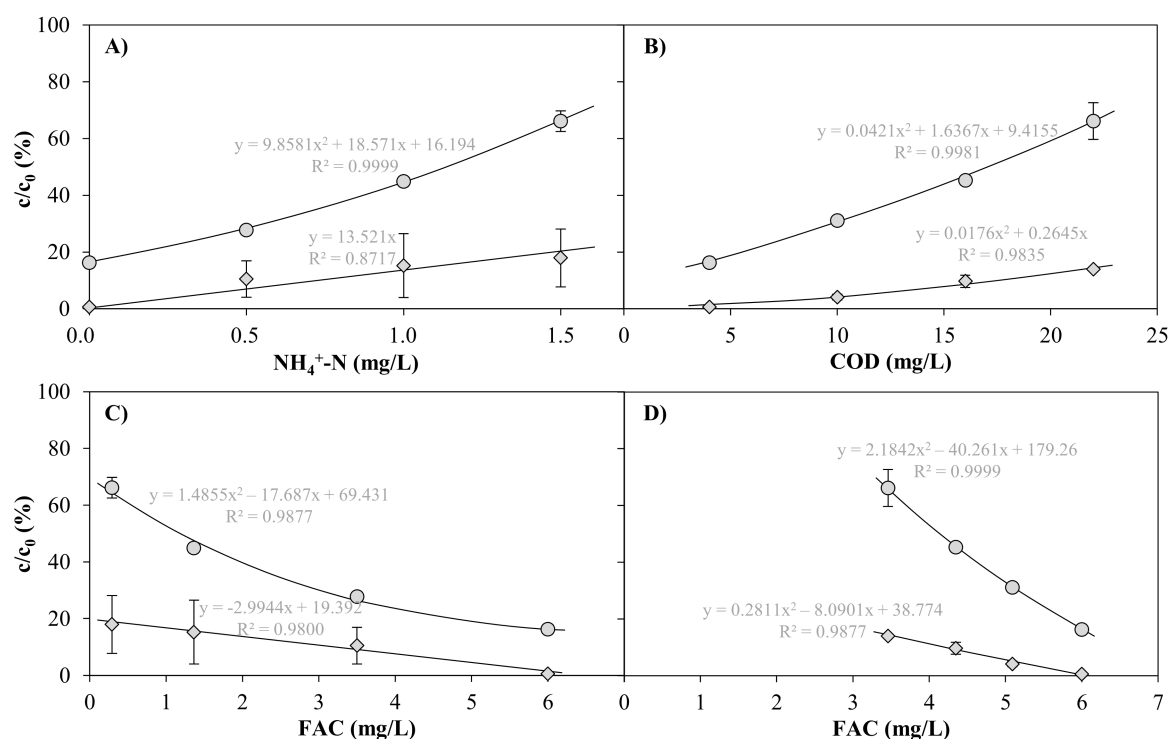 A)
B)
100
80
60
40
20
0
c/c₀ (%)
y = 9.8581x² + 18.571x + 16.194
R² = 0.9999
y = 13.521x
R² = 0.8717
0.0
0.5
1.0
1.5
NH₄⁺-N (mg/L)
y = 0.0421x² + 1.6367x + 9.4155
R² = 0.9981
y = 0.0176x² + 0.2645x
R² = 0.9835
0
5
10
15
20
25
COD (mg/L)
C)
D)
100
80
60
40
20
0
c/c₀ (%)
y = 1.4855x² – 17.687x + 69.431
R² = 0.9877
y = -2.9944x + 19.392
R² = 0.9800
0
1
2
3
4
5
6
FAC (mg/L)
y = 2.1842x² – 40.261x + 179.26
R² = 0.9999
y = 0.2811x² – 8.0901x + 38.774
R² = 0.9877
0
1
2
3
4
5
6
7
FAC (mg/L)